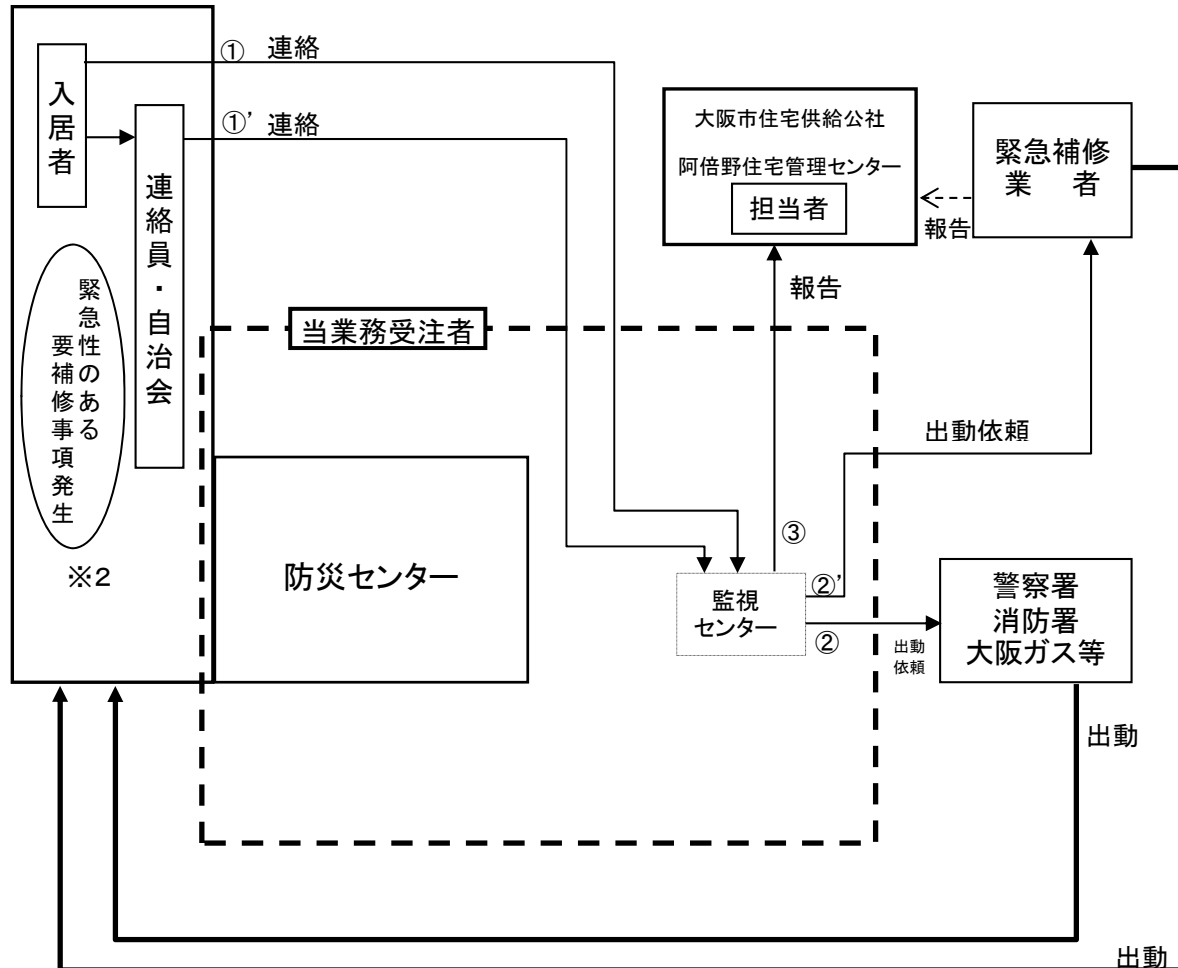 ① 連絡
入居者
①' 連絡
連絡員・自治会
緊急性のある
要補修事項発生
※2
大阪市住宅供給公社
阿倍野住宅管理センター
担当者
緊急補修
業 者
報告
報告
当業務受注者
出動依頼
防災センター
③
②'
監視
センター
②
出動
依頼
警察署
消防署
大阪ガス等
出動
出動